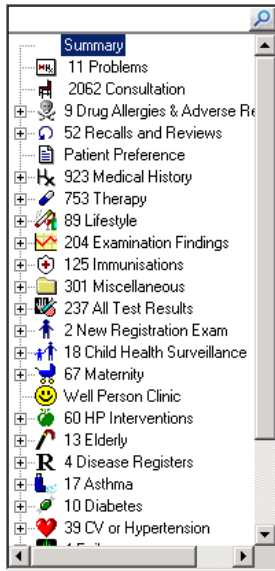 Summary
11 Problems
2062 Consultation
9 Drug Allergies & Adverse Re
52 Recalls and Reviews
Patient Preference
Hx 923 Medical History
753 Therapy
89 Lifestyle
204 Examination Findings
125 Immunisations
301 Miscellaneous
237 All Test Results
2 New Registration Exam
18 Child Health Surveillance
67 Maternity
Well Person Clinic
60 HP Interventions
13 Elderly
R 4 Disease Registers
17 Asthma
10 Diabetes
39 CV or Hypertension